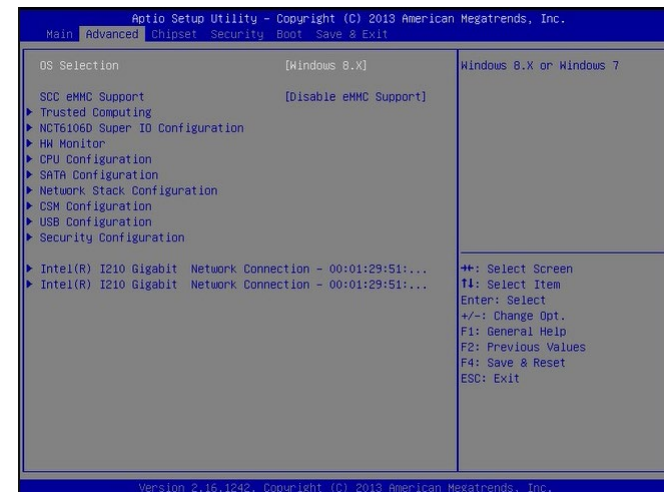 Aptio Setup Utility – Copyright (C) 2013 American Megatrends, Inc.
Main Advanced Chipset Security Boot Save & Exit
OS Selection [Windows 8.X]
SCC eMMC Support [Disable eMMC Support]
Trusted Computing
NCT6106D Super IO Configuration
HW Monitor
CPU Configuration
SATA Configuration
Network Stack Configuration
CSM Configuration
USB Configuration
Security Configuration
Intel(R) I210 Gigabit Network Connection – 00:01:29:51:...
Intel(R) I210 Gigabit Network Connection – 00:01:29:51:...
Windows 8.X or Windows 7
→←: Select Screen
↑↓: Select Item
Enter: Select
+/-: Change Opt.
F1: General Help
F2: Previous Values
F4: Save & Reset
ESC: Exit
Version 2.16.1242. Copyright (C) 2013 American Megatrends, Inc.